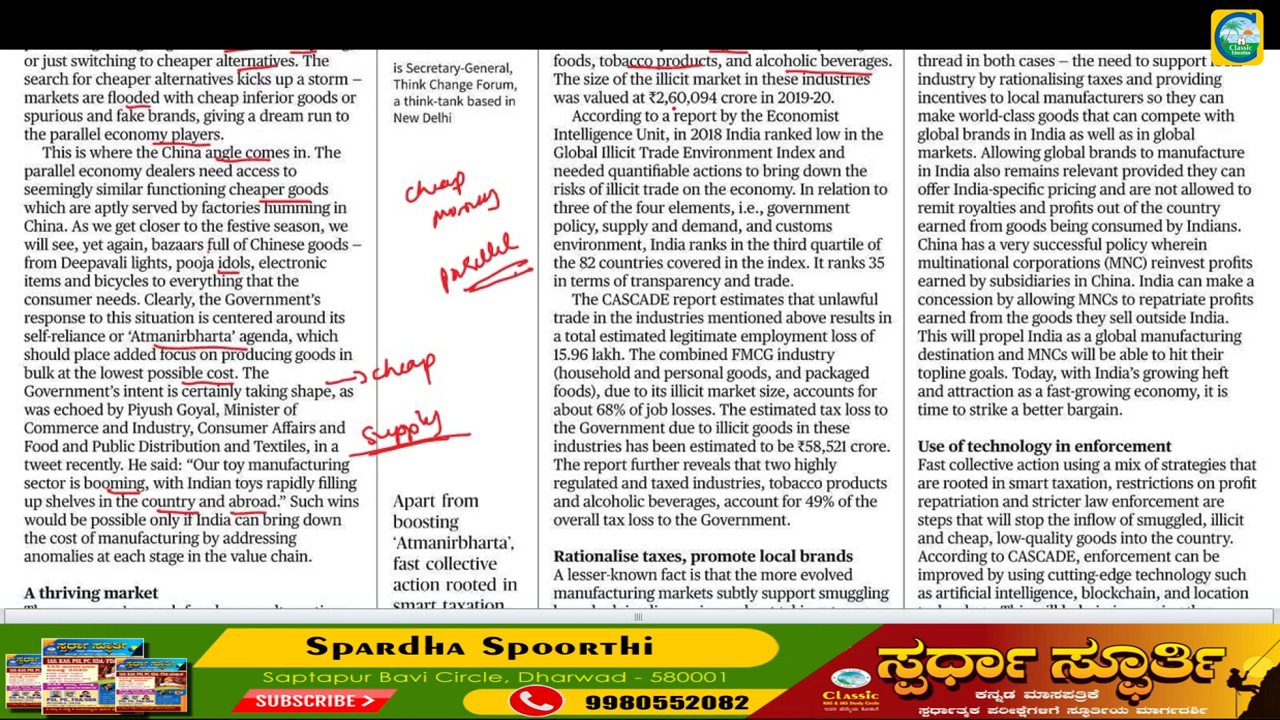 Classic
Education
or just switching to cheaper alternatives. The
search for cheaper alternatives kicks up a storm –
markets are flooded with cheap inferior goods or
spurious and fake brands, giving a dream run to
the parallel economy players.
This is where the China angle comes in. The
parallel economy dealers need access to
seemingly similar functioning cheaper goods
which are aptly served by factories humming in
China. As we get closer to the festive season, we
will see, yet again, bazaars full of Chinese goods –
from Deepavali lights, pooja idols, electronic
items and bicycles to everything that the
consumer needs. Clearly, the Government’s
response to this situation is centered around its
self-reliance or ‘Atmanirbharta’ agenda, which
should place added focus on producing goods in
bulk at the lowest possible cost. The
Government’s intent is certainly taking shape, as
was echoed by Piyush Goyal, Minister of
Commerce and Industry, Consumer Affairs and
Food and Public Distribution and Textiles, in a
tweet recently. He said: “Our toy manufacturing
sector is booming, with Indian toys rapidly filling
up shelves in the country and abroad.” Such wins
would be possible only if India can bring down
the cost of manufacturing by addressing
anomalies at each stage in the value chain.
A thriving market
is Secretary-General,
Think Change Forum,
a think-tank based in
New Delhi
cheap
money
parallel
cheap
supply
Apart from
boosting
‘Atmanirbharta’,
fast collective
action rooted in
smart taxation
foods, tobacco products, and alcoholic beverages.
The size of the illicit market in these industries
was valued at ₹2,60,094 crore in 2019-20.
According to a report by the Economist
Intelligence Unit, in 2018 India ranked low in the
Global Illicit Trade Environment Index and
needed quantifiable actions to bring down the
risks of illicit trade on the economy. In relation to
three of the four elements, i.e., government
policy, supply and demand, and customs
environment, India ranks in the third quartile of
the 82 countries covered in the index. It ranks 35
in terms of transparency and trade.
The CASCADE report estimates that unlawful
trade in the industries mentioned above results in
a total estimated legitimate employment loss of
15.96 lakh. The combined FMCG industry
(household and personal goods, and packaged
foods), due to its illicit market size, accounts for
about 68% of job losses. The estimated tax loss to
the Government due to illicit goods in these
industries has been estimated to be ₹58,521 crore.
The report further reveals that two highly
regulated and taxed industries, tobacco products
and alcoholic beverages, account for 49% of the
overall tax loss to the Government.
Rationalise taxes, promote local brands
A lesser-known fact is that the more evolved
manufacturing markets subtly support smuggling
thread in both cases – the need to support local
industry by rationalising taxes and providing
incentives to local manufacturers so they can
make world-class goods that can compete with
global brands in India as well as in global
markets. Allowing global brands to manufacture
in India also remains relevant provided they can
offer India-specific pricing and are not allowed to
remit royalties and profits out of the country
earned from goods being consumed by Indians.
China has a very successful policy wherein
multinational corporations (MNC) reinvest profits
earned by subsidiaries in China. India can make a
concession by allowing MNCs to repatriate profits
earned from the goods they sell outside India.
This will propel India as a global manufacturing
destination and MNCs will be able to hit their
topline goals. Today, with India’s growing heft
and attraction as a fast-growing economy, it is
time to strike a better bargain.
Use of technology in enforcement
Fast collective action using a mix of strategies that
are rooted in smart taxation, restrictions on profit
repatriation and stricter law enforcement are
steps that will stop the inflow of smuggled, illicit
and cheap, low-quality goods into the country.
According to CASCADE, enforcement can be
improved by using cutting-edge technology such
as artificial intelligence, blockchain, and location
Spardha Spoorthi
Saptapur Bavi Circle, Dharwad - 580001
SUBSCRIBE
9980552082
ಸ್ಪರ್ಧಾ ಸ್ಫೂರ್ತಿ
ಕನ್ನಡ ಮಾಸಪತ್ರಿಕೆ
ಸ್ಪರ್ಧಾತ್ಮಕ ಪರೀಕ್ಷೆಗಳಿಗೆ ಸ್ಫೂರ್ತಿಯ ಮಾರ್ಗದರ್ಶಿ
Classic
KAS & IAS Study Circle